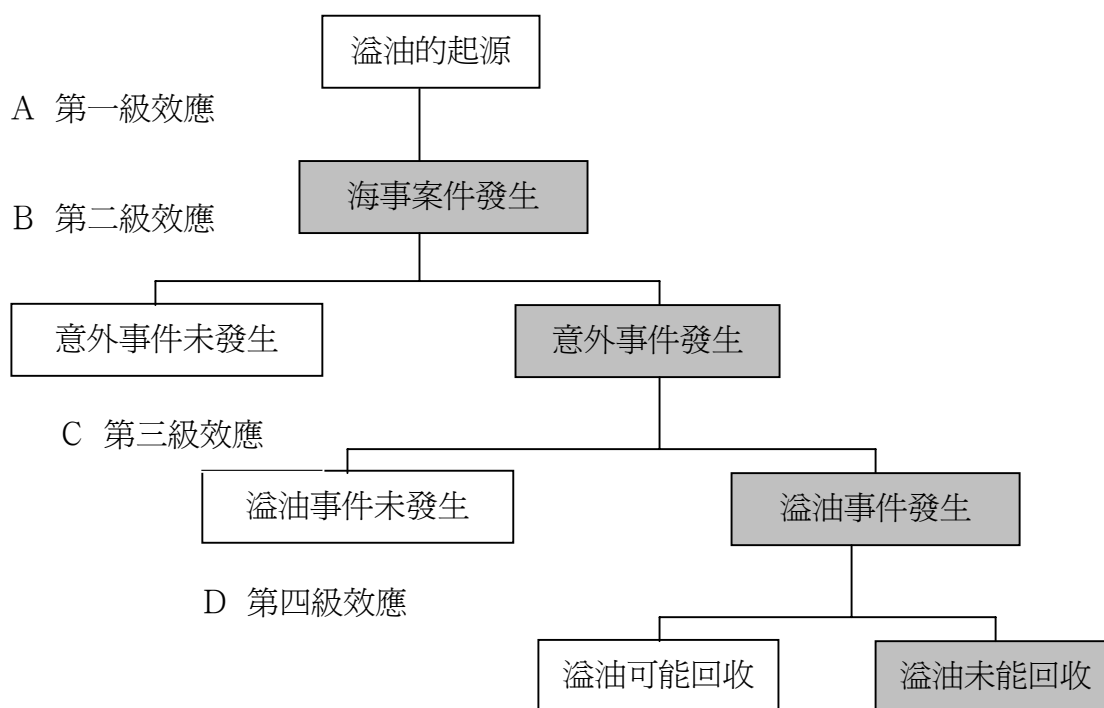 溢油的起源
A 第一級效應
海事案件發生
B 第二級效應
意外事件未發生
意外事件發生
C 第三級效應
溢油事件未發生
溢油事件發生
D 第四級效應
溢油可能回收
溢油未能回收